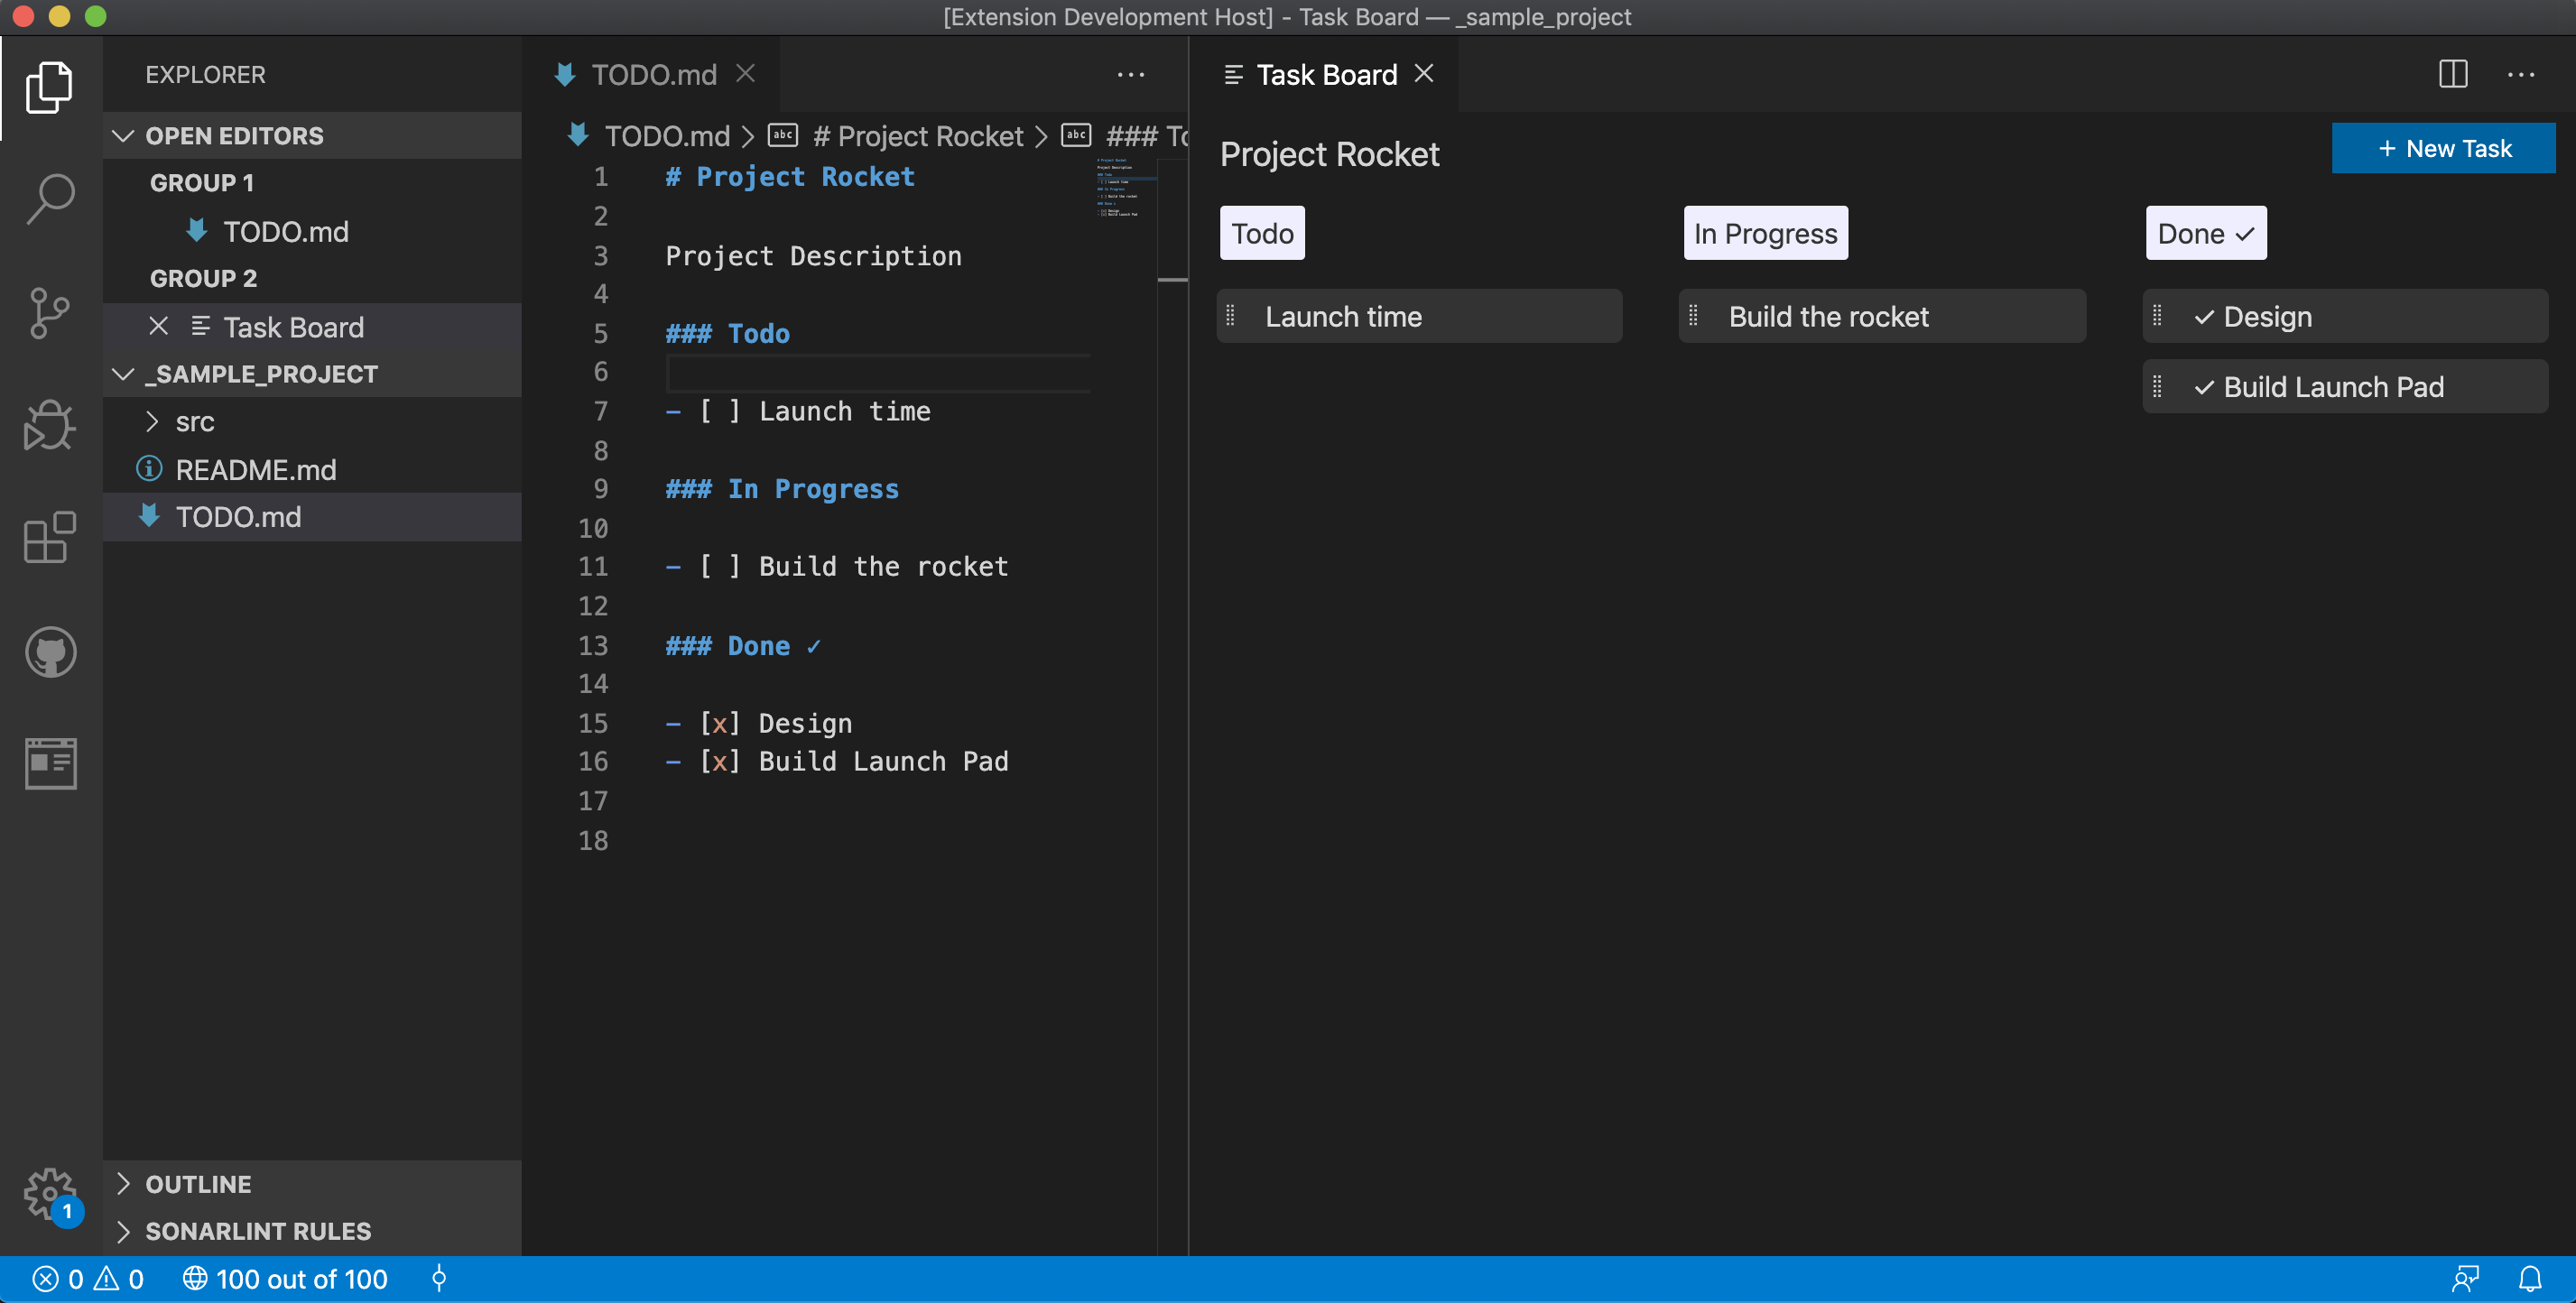 [Extension Development Host] - Task Board — _sample_project
EXPLORER
OPEN EDITORS
GROUP 1
TODO.md
GROUP 2
Task Board
_SAMPLE_PROJECT
src
README.md
TODO.md
OUTLINE
SONARLINT RULES
TODO.md
TODO.md > # Project Rocket > ### To
1 # Project Rocket
2
3 Project Description
4
5 ### Todo
6
7 - [ ] Launch time
8
9 ### In Progress
10
11 - [ ] Build the rocket
12
13 ### Done ✓
14
15 - [x] Design
16 - [x] Build Launch Pad
17
18
Task Board
Project Rocket
+ New Task
Todo
Launch time
In Progress
Build the rocket
Done ✓
✓ Design
✓ Build Launch Pad
1
0 0 100 out of 100